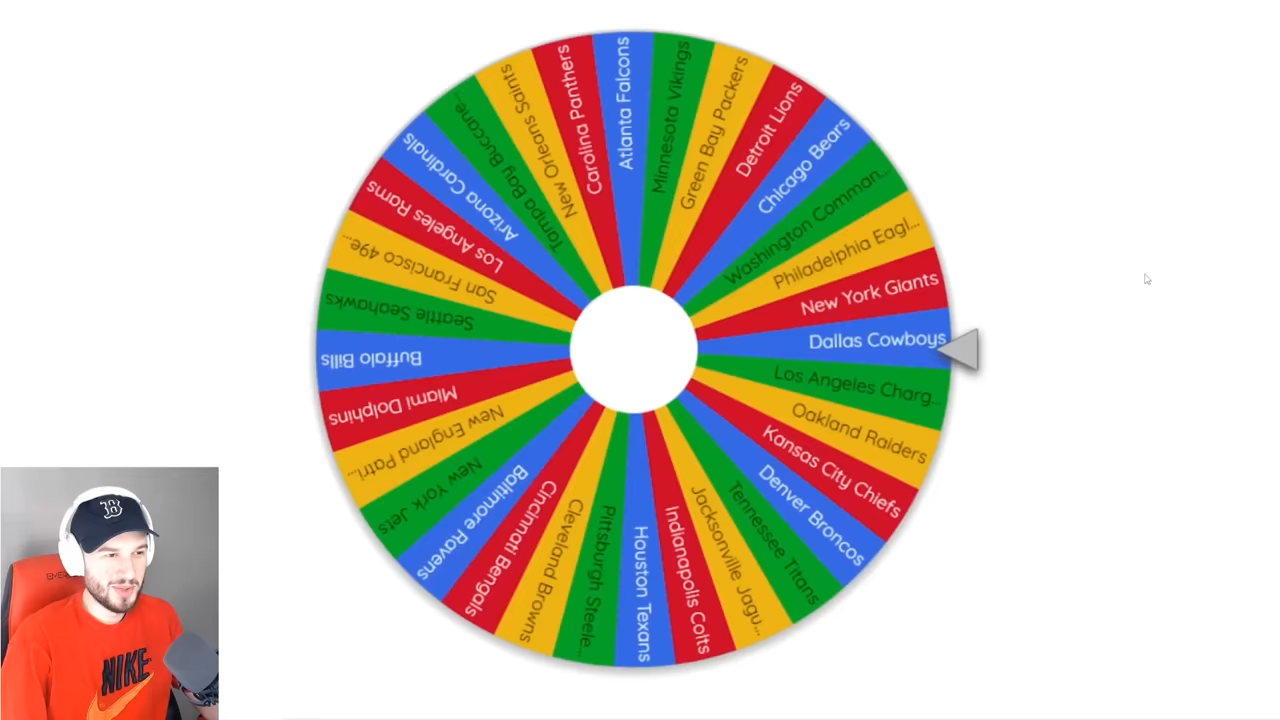 Atlanta Falcons
Minnesota Vikings
Green Bay Packers
Detroit Lions
Chicago Bears
Washington Comman...
Philadelphia Eagl...
New York Giants
Dallas Cowboys
Los Angeles Charg...
Oakland Raiders
Kansas City Chiefs
Denver Broncos
Tennessee Titans
Jacksonville Jagu...
Indianapolis Colts
Houston Texans
Pittsburgh Steele...
Cleveland Browns
Cincinnati Bengals
Baltimore Ravens
New York Jets
New England Patri...
Miami Dolphins
Buffalo Bills
Seattle Seahawks
San Francisco 49e...
Los Angeles Rams
Arizona Cardinals
Tampa Bay Buccane...
New Orleans Saints
Carolina Panthers
B
NIKE